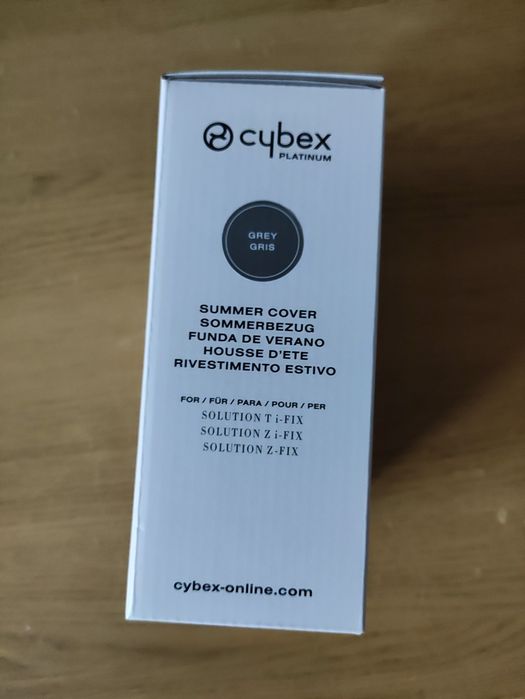 cybex
PLATINUM
GREY
GRIS
SUMMER COVER
SOMMERBEZUG
FUNDA DE VERANO
HOUSSE D'ETE
RIVESTIMENTO ESTIVO
FOR / FÜR / PARA / POUR / PER
SOLUTION T i-FIX
SOLUTION Z i-FIX
SOLUTION Z-FIX
cybex-online.com